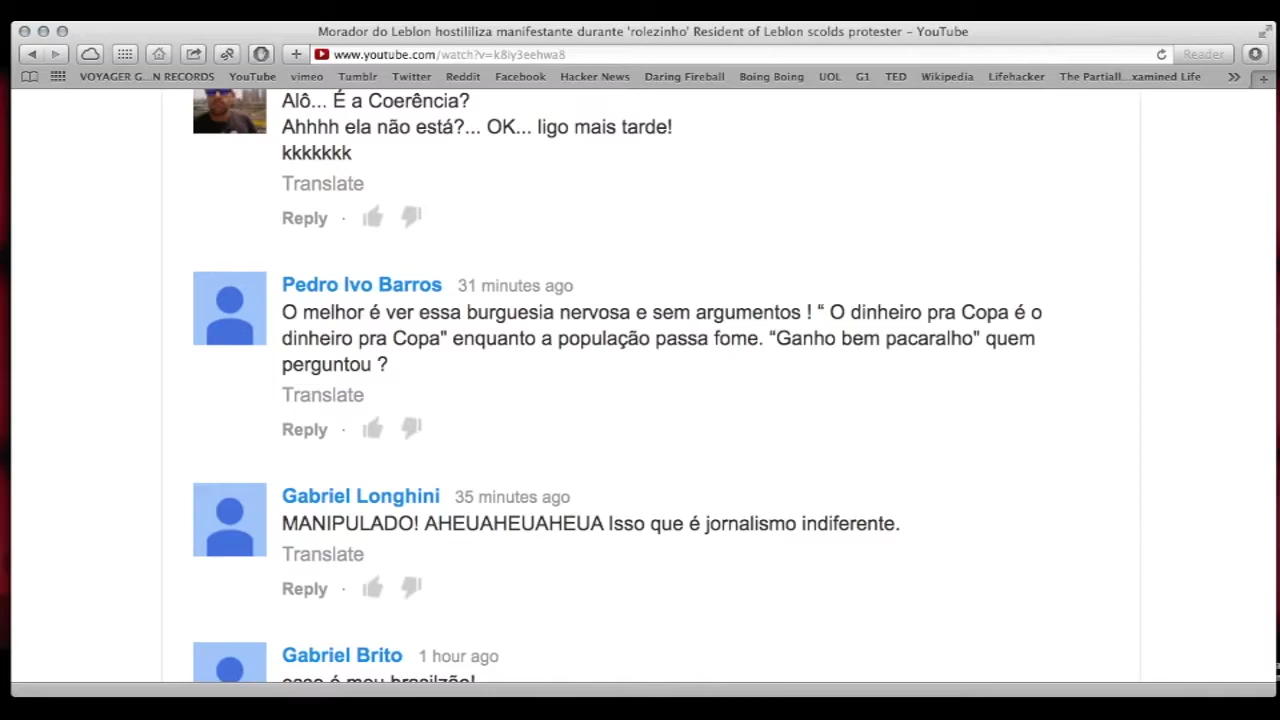 Morador do Leblon hostililiza manifestante durante 'rolezinho' Resident of Leblon scolds protester – YouTube
www.youtube.com/watch?v=k8iy3eehwa8
Reader
VOYAGER G...N RECORDS YouTube vimeo Tumblr Twitter Reddit Facebook Hacker News Daring Fireball Boing Boing UOL G1 TED Wikipedia Lifehacker The Partiall...xamined Life
Alô... É a Coerência?
Ahhhh ela não está?... OK... ligo mais tarde!
kkkkkkk
Translate
Reply ·
Pedro Ivo Barros 31 minutes ago
O melhor é ver essa burguesia nervosa e sem argumentos ! “ O dinheiro pra Copa é o
dinheiro pra Copa" enquanto a população passa fome. “Ganho bem pacaralho" quem
perguntou ?
Translate
Reply ·
Gabriel Longhini 35 minutes ago
MANIPULADO! AHEUAHEUAHEUA Isso que é jornalismo indiferente.
Translate
Reply ·
Gabriel Brito 1 hour ago
esse é meu brasilzão!